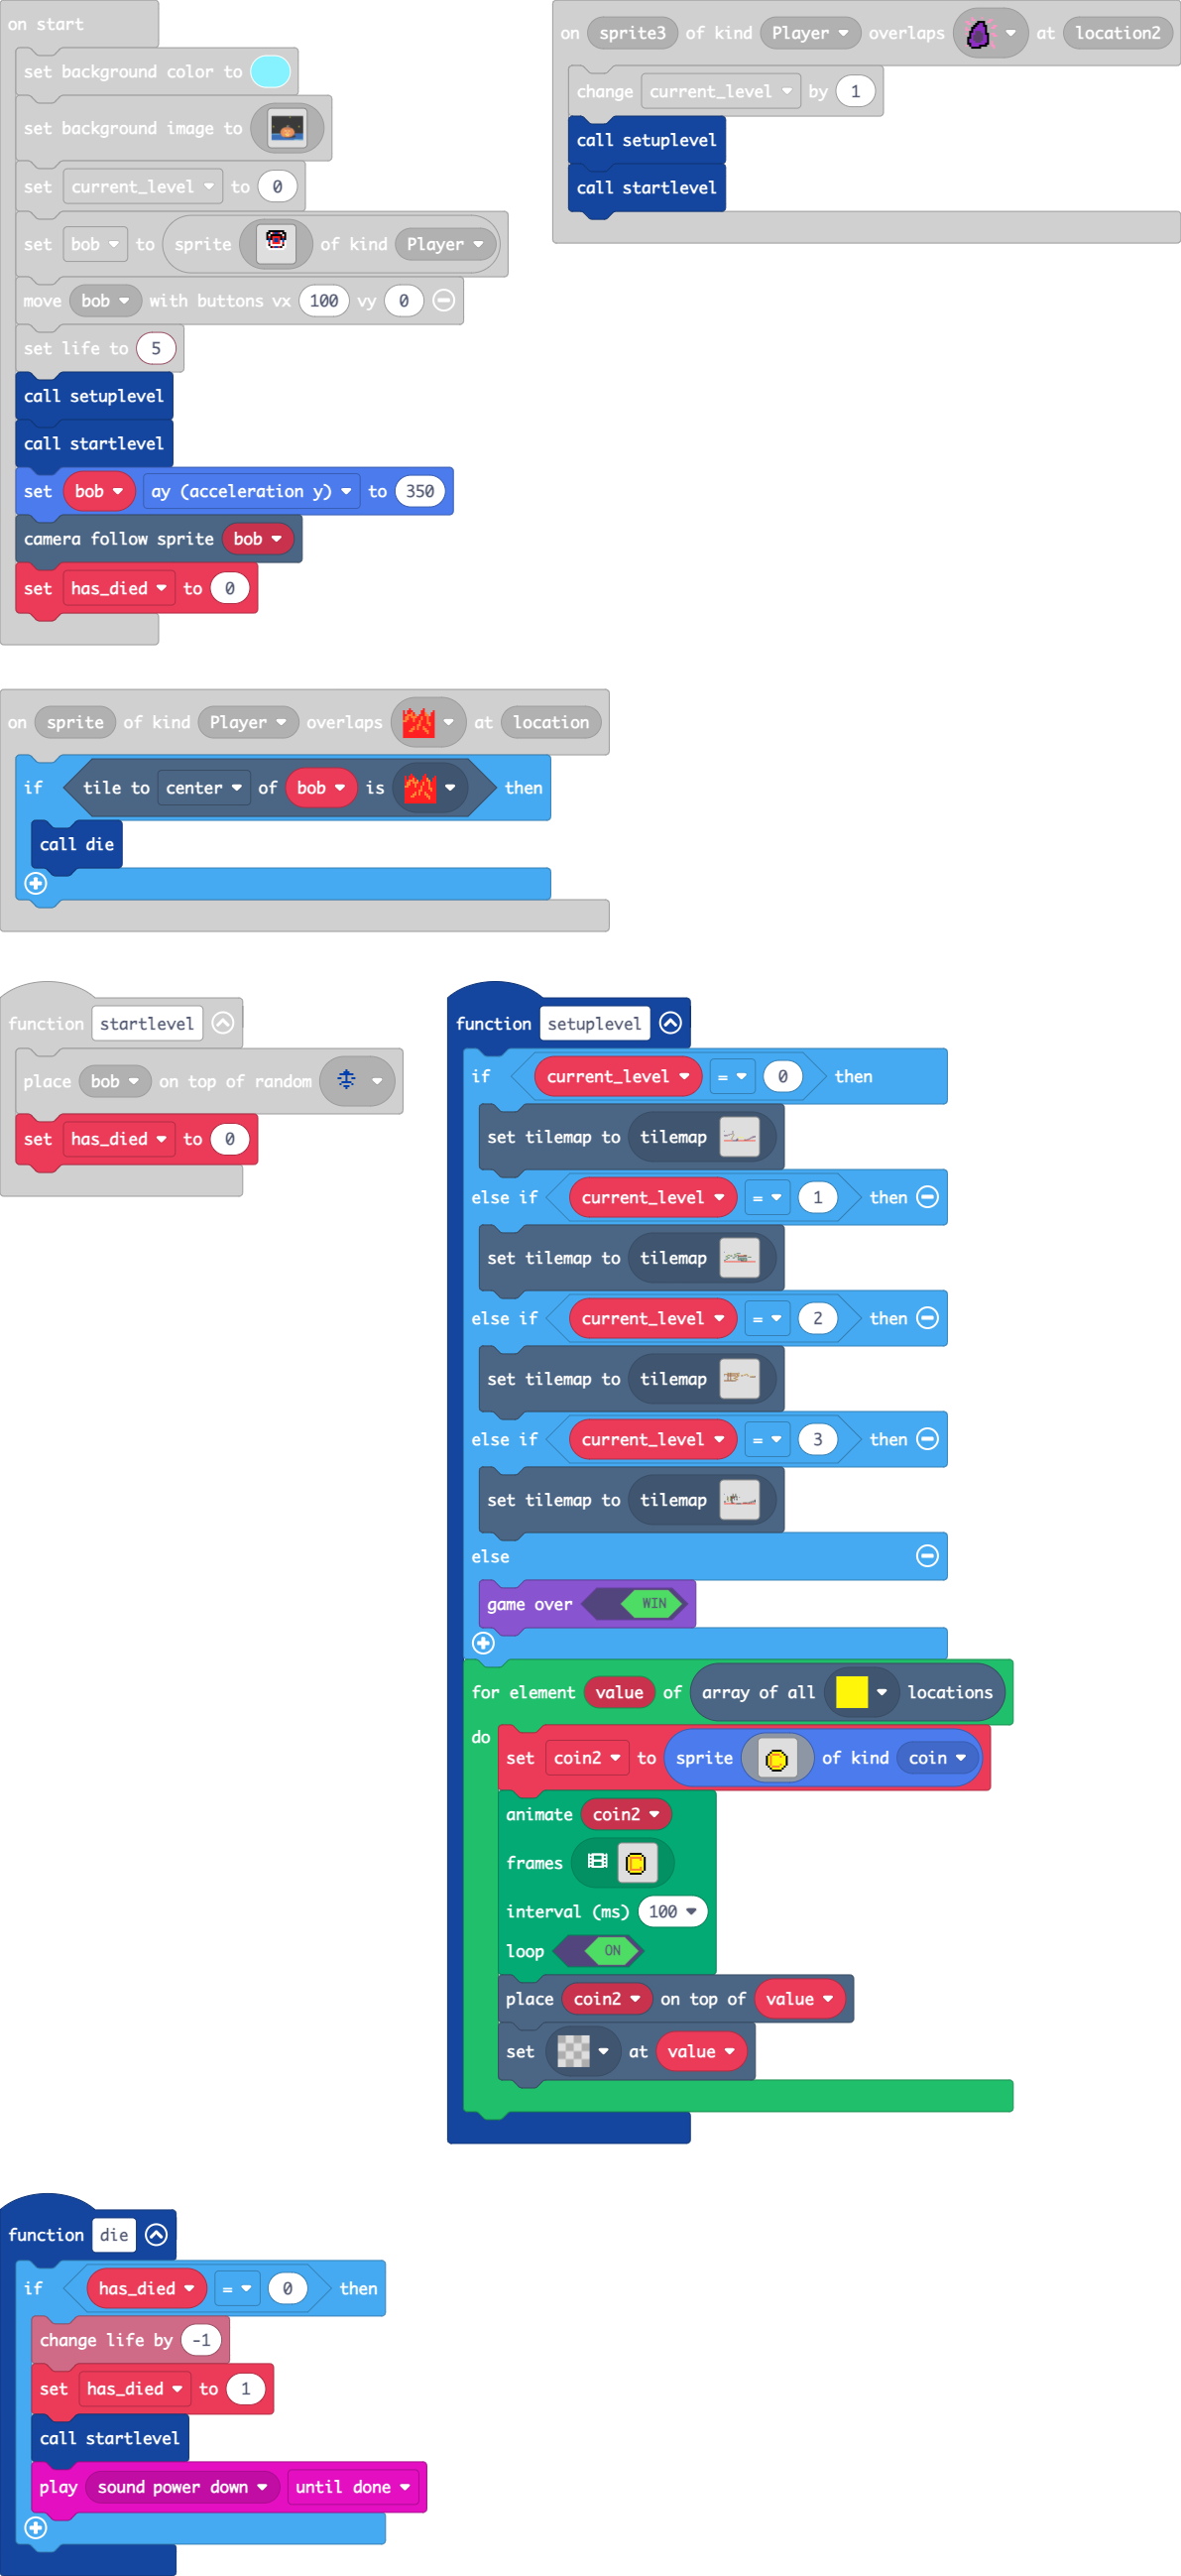 on start
set background color to
set background image to
set current_level to 0
set bob to sprite of kind Player
move bob with buttons vx 100 vy 0
set life to 5
call setuplevel
call startlevel
set bob ay (acceleration y) to 350
camera follow sprite bob
set has_died to 0
on sprite3 of kind Player overlaps at location2
change current_level by 1
call setuplevel
call startlevel
on sprite of kind Player overlaps at location
if tile to center of bob is then
call die
function startlevel
place bob on top of random
set has_died to 0
function setuplevel
if current_level = 0 then
set tilemap to tilemap
else if current_level = 1 then
set tilemap to tilemap
else if current_level = 2 then
set tilemap to tilemap
else if current_level = 3 then
set tilemap to tilemap
else
game over WIN
for element value of array of all locations
do
set coin2 to sprite of kind coin
animate coin2
frames
interval (ms) 100
loop ON
place coin2 on top of value
set at value
function die
if has_died = 0 then
change life by -1
set has_died to 1
call startlevel
play sound power down until done